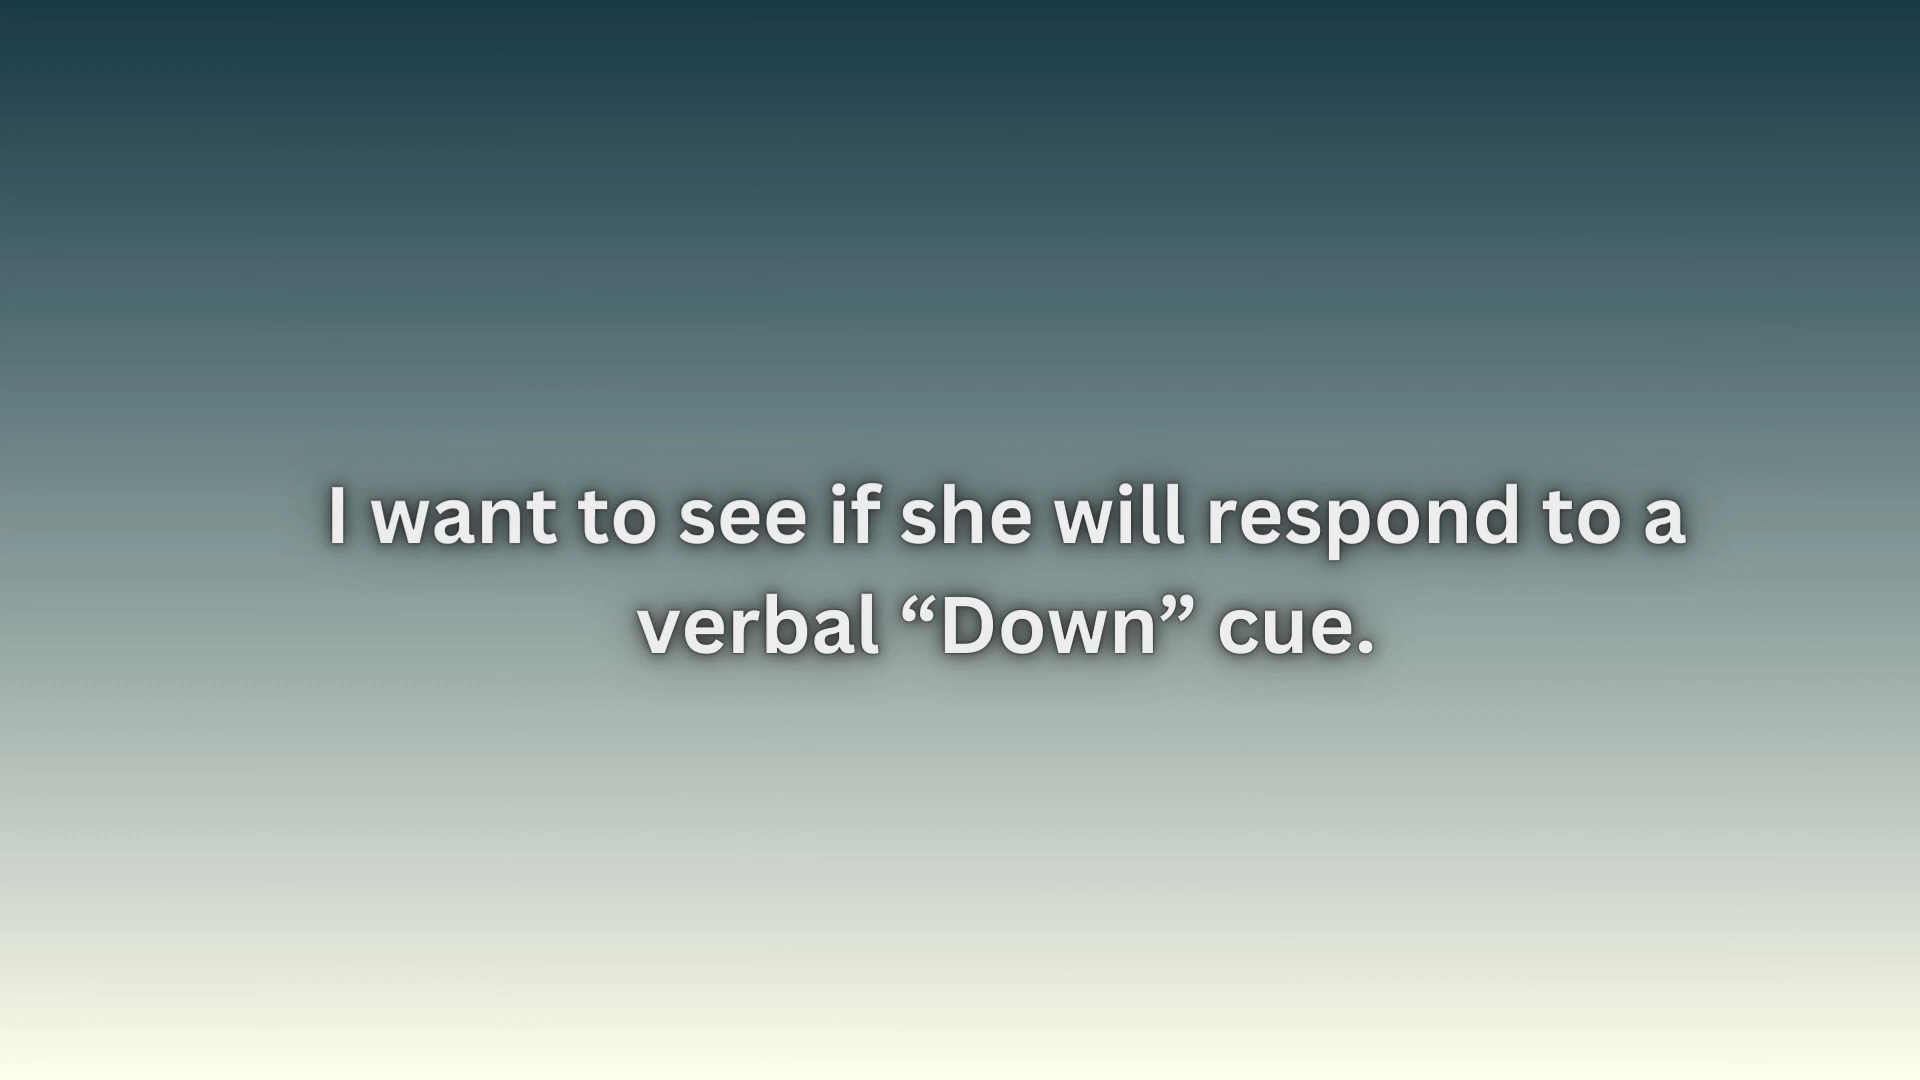 I want to see if she will respond to a
verbal “Down” cue.